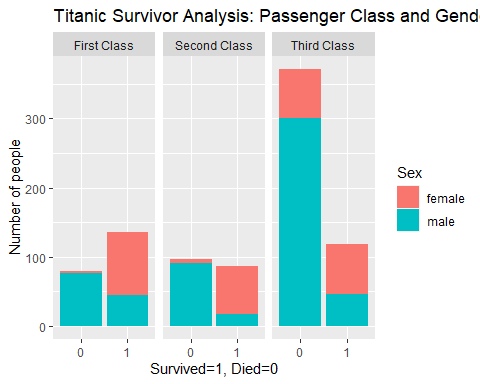 Titanic Survivor Analysis: Passenger Class and Gend
First Class
Second Class
Third Class
Number of people
300
200
100
0
0 1
0 1
0 1
Survived=1, Died=0
Sex
female
male